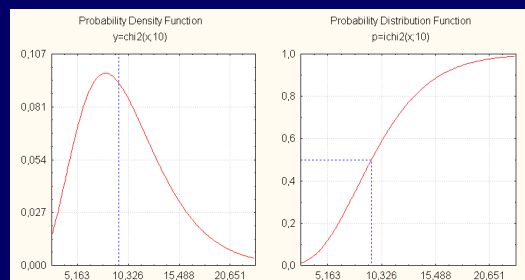 Probability Density Function
y=chi2(x;10)
0,107
0,081
0,054
0,027
0,000
5,163 10,326 15,488 20,651
Probability Distribution Function
p=ichi2(x;10)
1,0
0,8
0,6
0,4
0,2
0,0
5,163 10,326 15,488 20,651